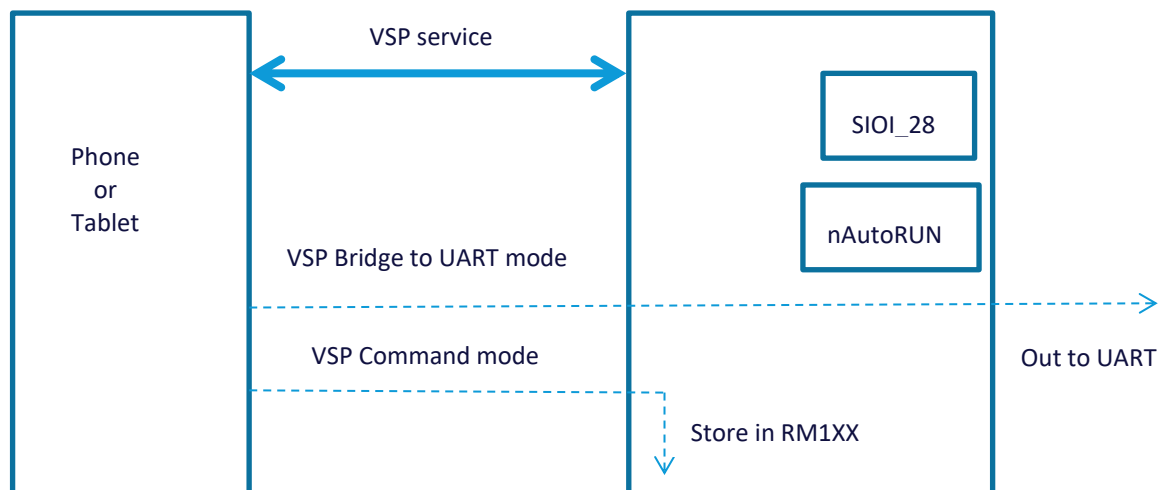 VSP service
SIOI_28
Phone
or
Tablet
nAutoRUN
VSP Bridge to UART mode
VSP Command mode
Out to UART
Store in RM1XX